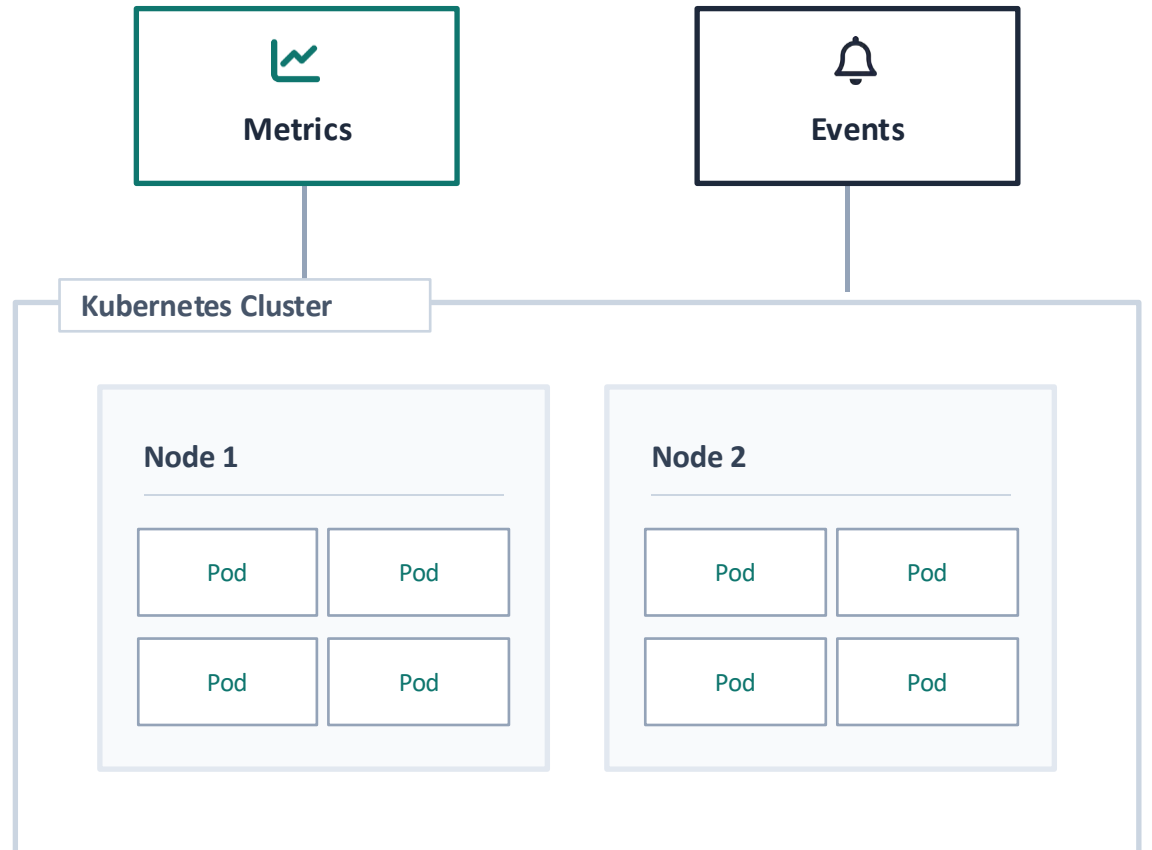 Metrics
Events
Kubernetes Cluster
Node 1
Node 2
Pod
Pod
Pod
Pod
Pod
Pod
Pod
Pod